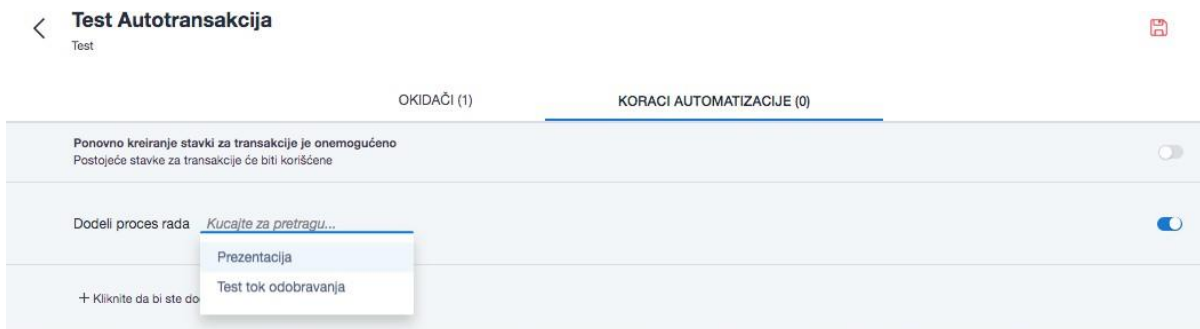 Test Autotransakcija
Test
OKIDAČI (1)
KORACI AUTOMATIZACIJE (0)
Ponovno kreiranje stavki za transakcije je onemogućeno
Postojeće stavke za transakcije će biti korišćene
Dodeli proces rada Kucajte za pretragu...
Prezentacija
Test tok odobravanja
+ Kliknite da bi ste